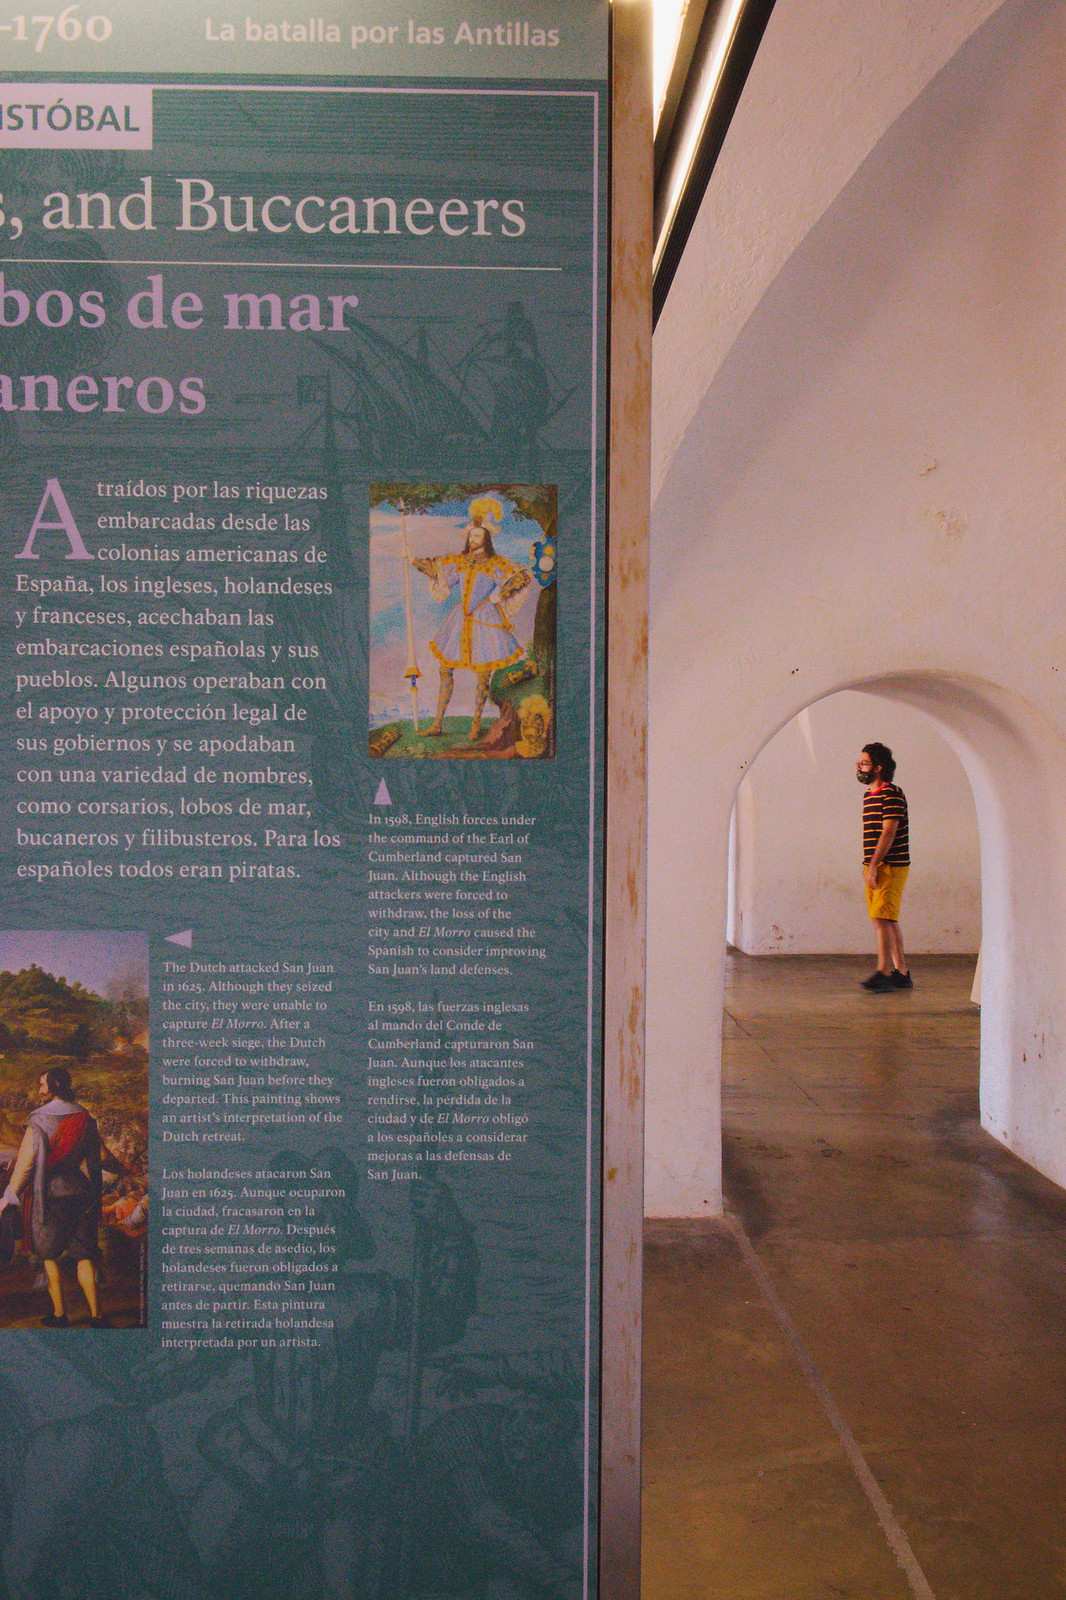 –1760
La batalla por las Antillas
ISTÓBAL
s, and Buccaneers
bos de mar
aneros
Atraídos por las riquezas
embarcadas desde las
colonias americanas de
España, los ingleses, holandeses
y franceses, acechaban las
embarcaciones españolas y sus
pueblos. Algunos operaban con
el apoyo y protección legal de
sus gobiernos y se apodaban
con una variedad de nombres,
como corsarios, lobos de mar,
bucaneros y filibusteros. Para los
españoles todos eran piratas.
In 1598, English forces under
the command of the Earl of
Cumberland captured San
Juan. Although the English
attackers were forced to
withdraw, the loss of the
city and El Morro caused the
Spanish to consider improving
San Juan's land defenses.
En 1598, las fuerzas inglesas
al mando del Conde de
Cumberland capturaron San
Juan. Aunque los atacantes
ingleses fueron obligados a
rendirse, la pérdida de la
ciudad y de El Morro obligó
a los españoles a considerar
mejoras a las defensas de
San Juan.
The Dutch attacked San Juan
in 1625. Although they seized
the city, they were unable to
capture El Morro. After a
three-week siege, the Dutch
were forced to withdraw,
burning San Juan before they
departed. This painting shows
an artist's interpretation of the
Dutch retreat.
Los holandeses atacaron San
Juan en 1625. Aunque ocuparon
la ciudad, fracasaron en la
captura de El Morro. Después
de tres semanas de asedio, los
holandeses fueron obligados a
retirarse, quemando San Juan
antes de partir. Esta pintura
muestra la retirada holandesa
interpretada por un artista.